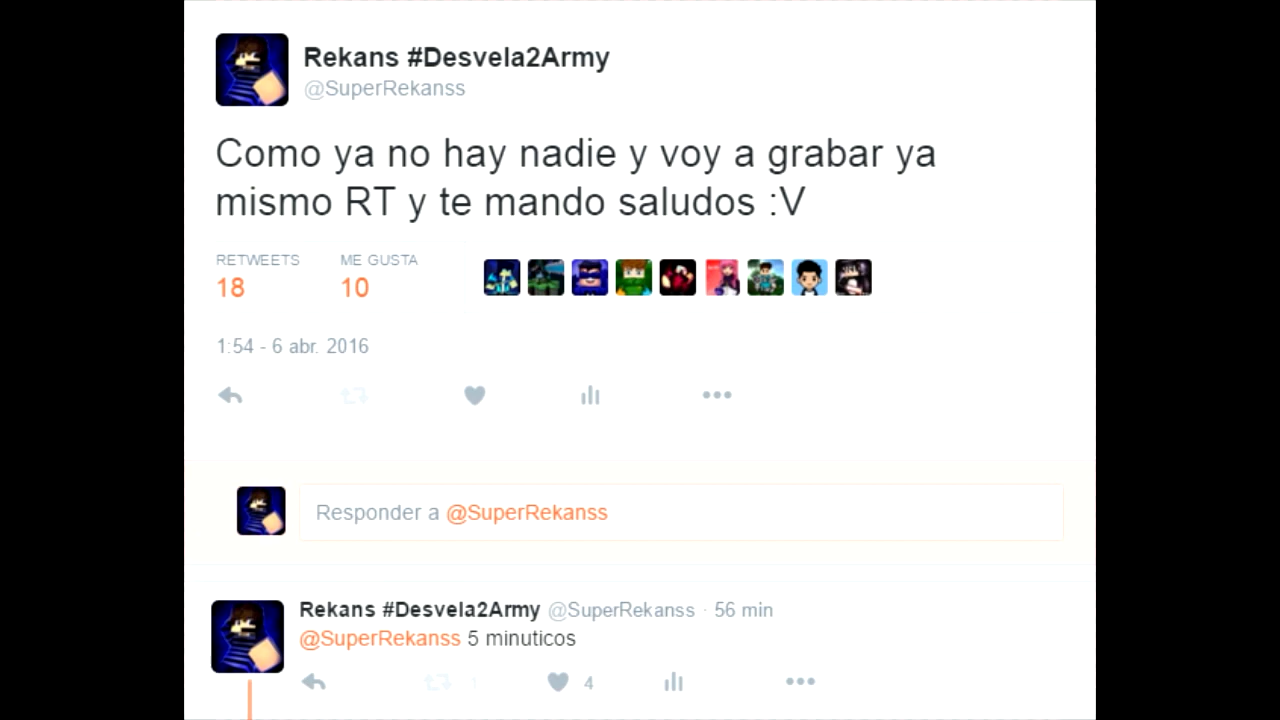 Rekans #Desvela2Army
@SuperRekanss
Como ya no hay nadie y voy a grabar ya
mismo RT y te mando saludos :V
RETWEETS ME GUSTA
18 10
1:54 - 6 abr. 2016
Responder a @SuperRekanss
Rekans #Desvela2Army @SuperRekanss · 56 min
@SuperRekanss 5 minuticos
1 4